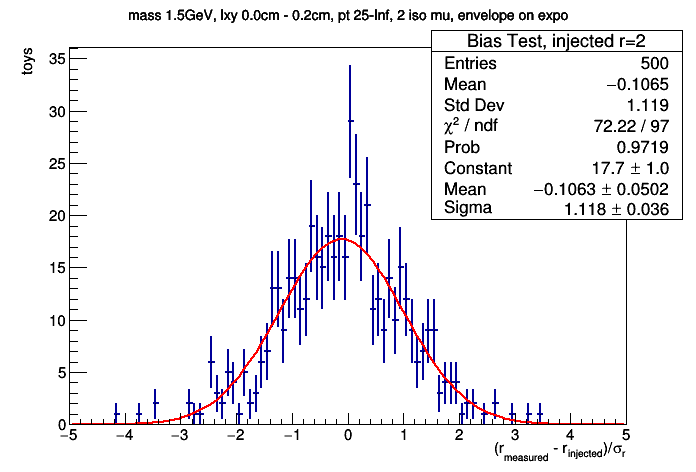 mass 1.5GeV, lxy 0.0cm - 0.2cm, pt 25-Inf, 2 iso mu, envelope on expo
Bias Test, injected r=2
Entries 500
Mean −0.1065
Std Dev 1.119
χ² / ndf 72.22 / 97
Prob 0.9719
Constant 17.7 ± 1.0
Mean −0.1063 ± 0.0502
Sigma 1.118 ± 0.036
toys
35
30
25
20
15
10
5
0
−5 −4 −3 −2 −1 0 1 2 3 4 5
(r_measured - r_injected)/σ_r